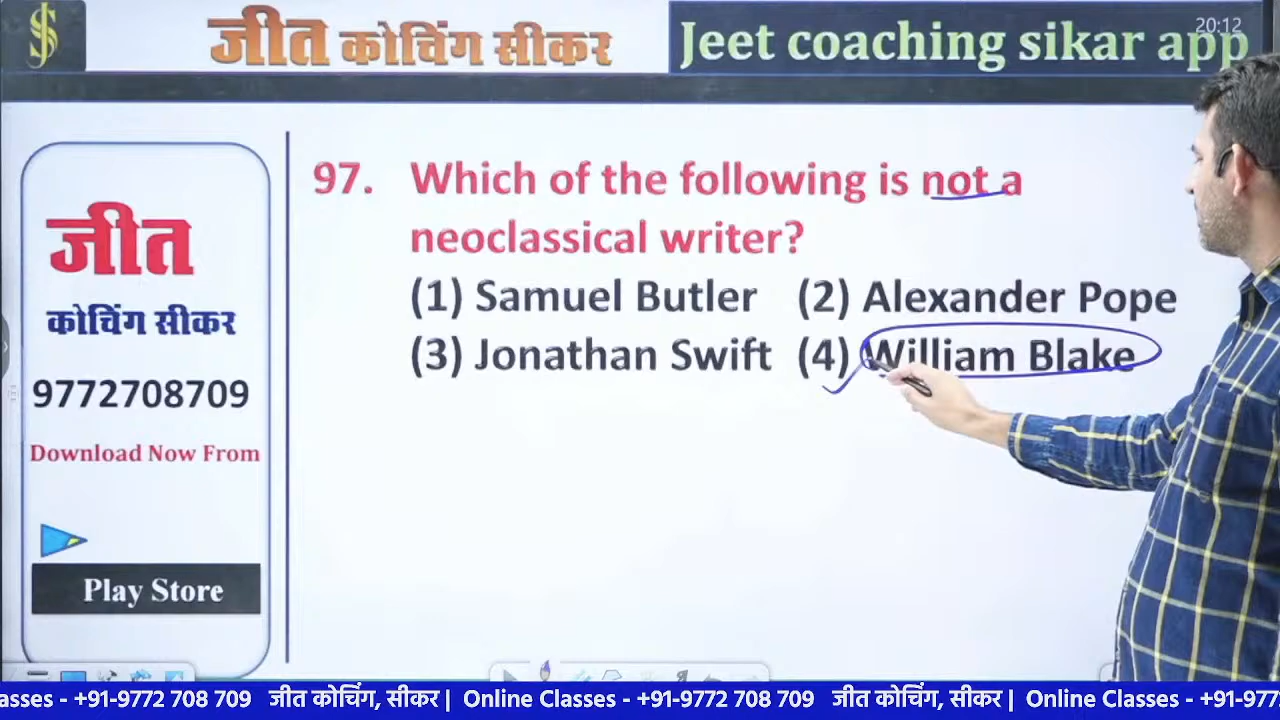 जीत कोचिंग सीकर
Jeet coaching sikar app
20:12
जीत
कोचिंग सीकर
9772708709
Download Now From
Play Store
97. Which of the following is not a
neoclassical writer?
(1) Samuel Butler (2) Alexander Pope
(3) Jonathan Swift (4) William Blake
lasses - +91-9772 708 709 जीत कोचिंग, सीकर | Online Classes - +91-9772 708 709 जीत कोचिंग, सीकर | Online Classes - +91-977